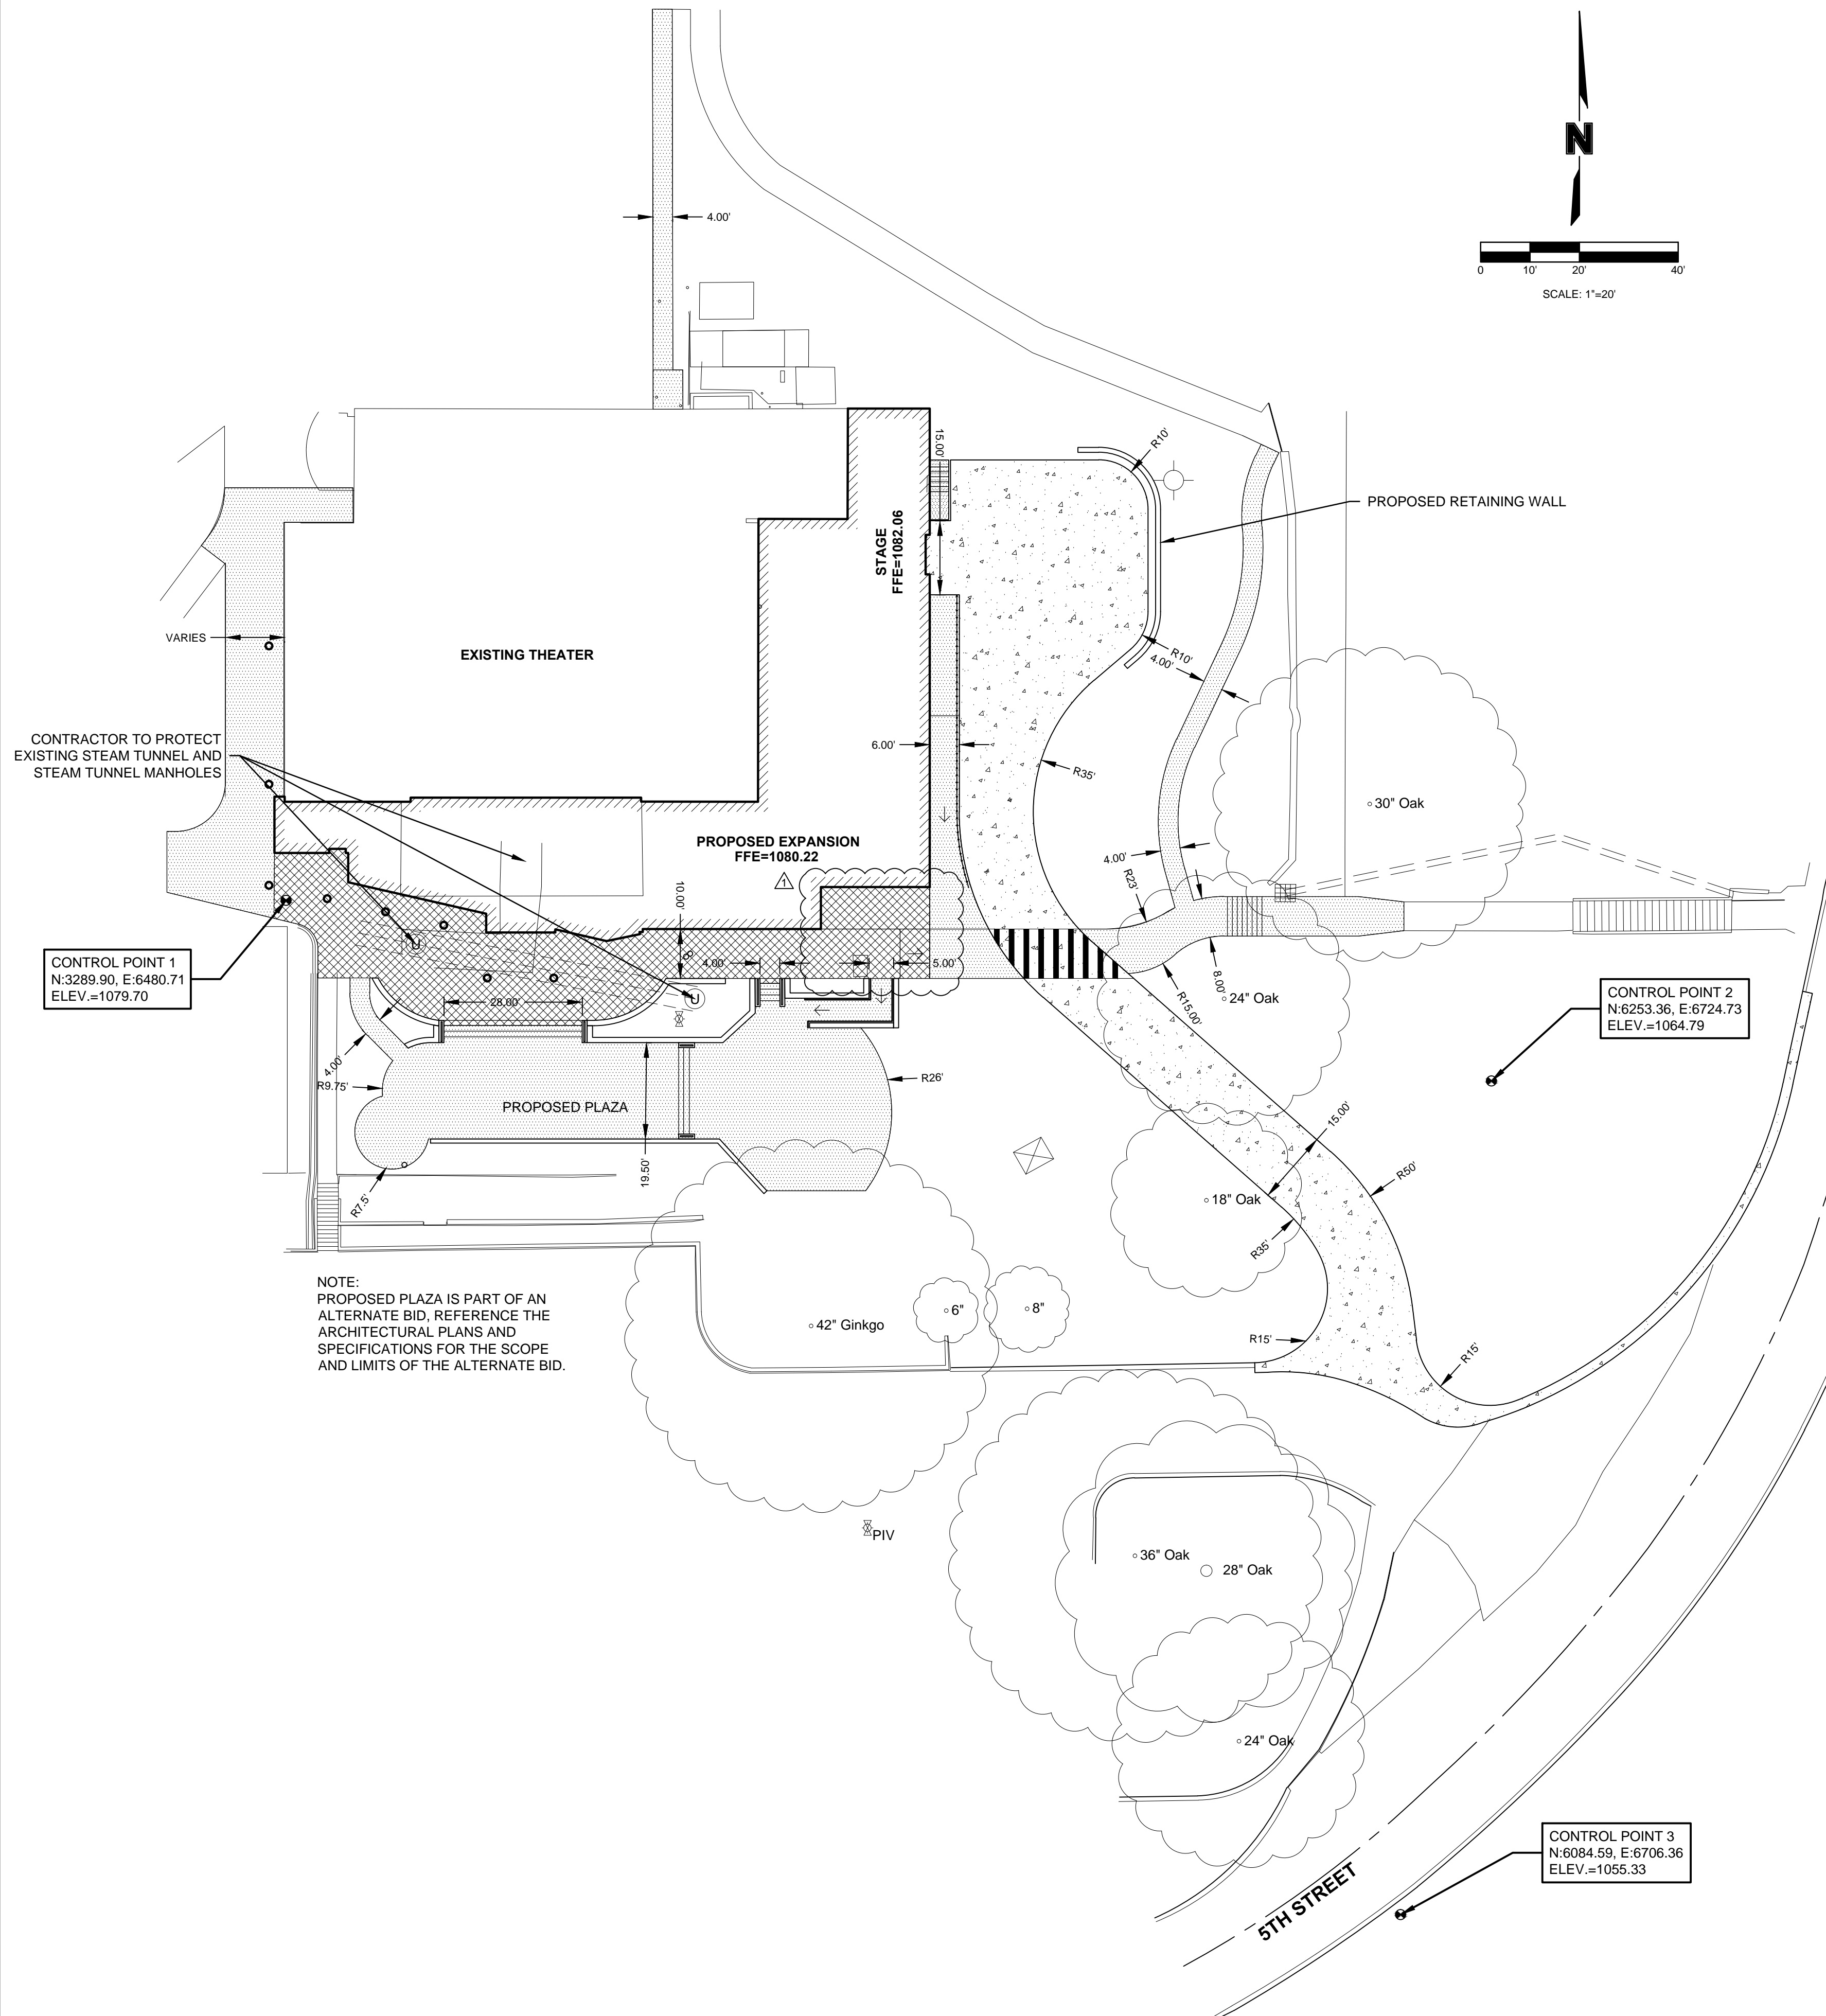 N
0 10' 20' 40'
SCALE: 1"=20'
4.00'
15.00'
R10'
PROPOSED RETAINING WALL
STAGE
FFE=1082.06
VARIES
EXISTING THEATER
R10'
4.00'
CONTRACTOR TO PROTECT
EXISTING STEAM TUNNEL AND
STEAM TUNNEL MANHOLES
6.00'
R35'
30" Oak
PROPOSED EXPANSION
FFE=1080.22
1
4.00'
R23'
10.00'
8'
4.00'
5.00'
U
U
CONTROL POINT 1
N:3289.90, E:6480.71
ELEV.=1079.70
28.00'
8.00'
R15.00'
24" Oak
CONTROL POINT 2
N:6253.36, E:6724.73
ELEV.=1064.79
4.00'
R9.75'
R26'
PROPOSED PLAZA
15.00'
19.50'
R50'
R7.5'
18" Oak
R35'
NOTE:
PROPOSED PLAZA IS PART OF AN
ALTERNATE BID, REFERENCE THE
ARCHITECTURAL PLANS AND
SPECIFICATIONS FOR THE SCOPE
AND LIMITS OF THE ALTERNATE BID.
6"
8"
42" Ginkgo
R15'
R15'
PIV
36" Oak
28" Oak
24" Oak
CONTROL POINT 3
N:6084.59, E:6706.36
ELEV.=1055.33
5TH STREET